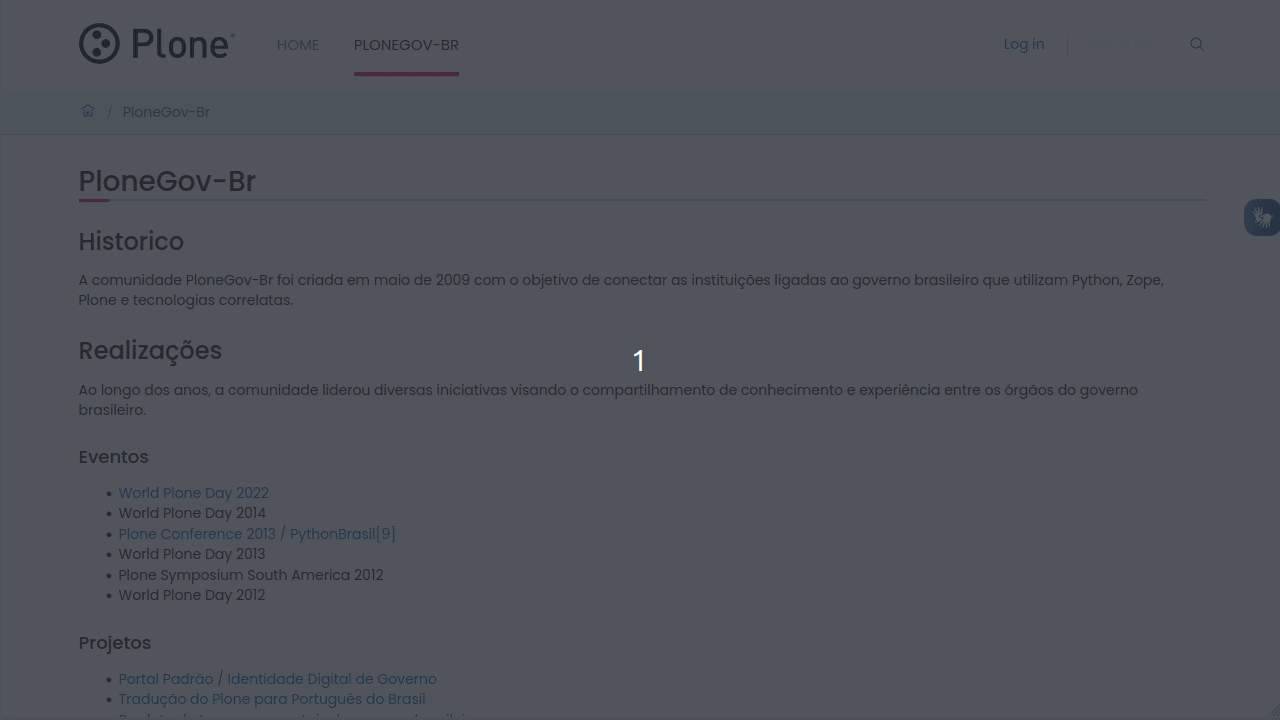 Plone
HOME
PLONEGOV-BR
Log in
/ PloneGov-Br
PloneGov-Br
Historico
A comunidade PloneGov-Br foi criada em maio de 2009 com o objetivo de conectar as instituições ligadas ao governo brasileiro que utilizam Python, Zope,
Plone e tecnologias correlatas.
1
Realizações
Ao longo dos anos, a comunidade liderou diversas iniciativas visando o compartilhamento de conhecimento e experiência entre os órgãos do governo
brasileiro.
Eventos
• World Plone Day 2022
• World Plone Day 2014
• Plone Conference 2013 / PythonBrasil[9]
• World Plone Day 2013
• Plone Symposium South America 2012
• World Plone Day 2012
Projetos
• Portal Padrão / Identidade Digital de Governo
• Tradução do Plone para Português do Brasil